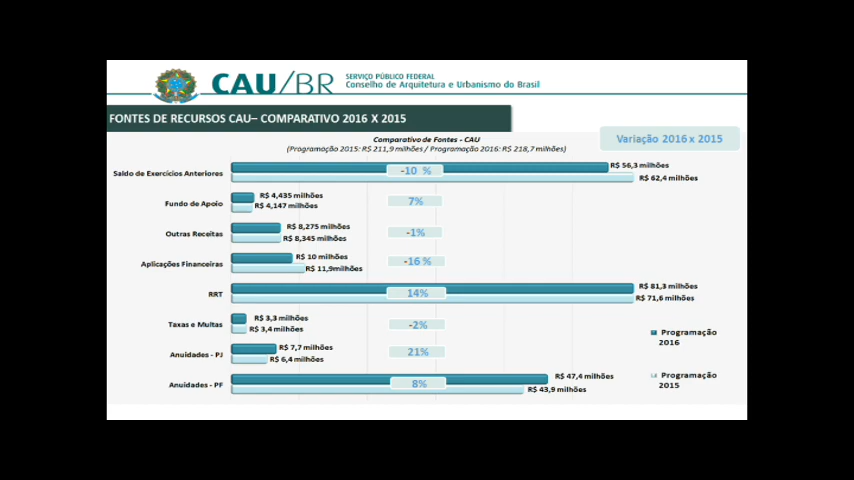 CAU/BR
SERVIÇO PÚBLICO FEDERAL
Conselho de Arquitetura e Urbanismo do Brasil
FONTES DE RECURSOS CAU– COMPARATIVO 2016 X 2015
Comparativo de Fontes - CAU
(Programação 2015: R$ 211,9 milhões / Programação 2016: R$ 218,7 milhões)
Variação 2016 x 2015
Saldo de Exercícios Anteriores
-10 %
R$ 56,3 milhões
R$ 62,4 milhões
Fundo de Apoio
R$ 4,435 milhões
R$ 4,147 milhões
7%
Outras Receitas
R$ 8,275 milhões
R$ 8,345 milhões
-1%
Aplicações Financeiras
R$ 10 milhões
R$ 11,9milhões
-16 %
RRT
14%
R$ 81,3 milhões
R$ 71,6 milhões
Taxas e Multas
R$ 3,3 milhões
R$ 3,4 milhões
-2%
Anuidades - PJ
R$ 7,7 milhões
R$ 6,4 milhões
21%
Anuidades - PF
8%
R$ 47,4 milhões
R$ 43,9 milhões
Programação
2016
Programação
2015